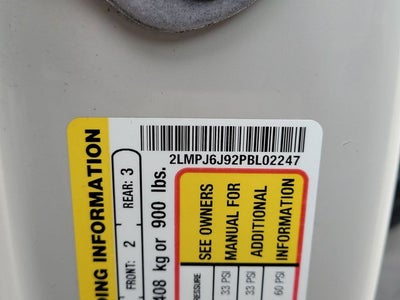 2LMPJ6J92PBL02247
DING INFORMATION
FRONT: 2 REAR: 3
408 kg or 900 lbs.
SEE OWNERS
MANUAL FOR
ADDITIONAL
INFORMATION
PRESSURE
33 PSI
33 PSI
60 PSI